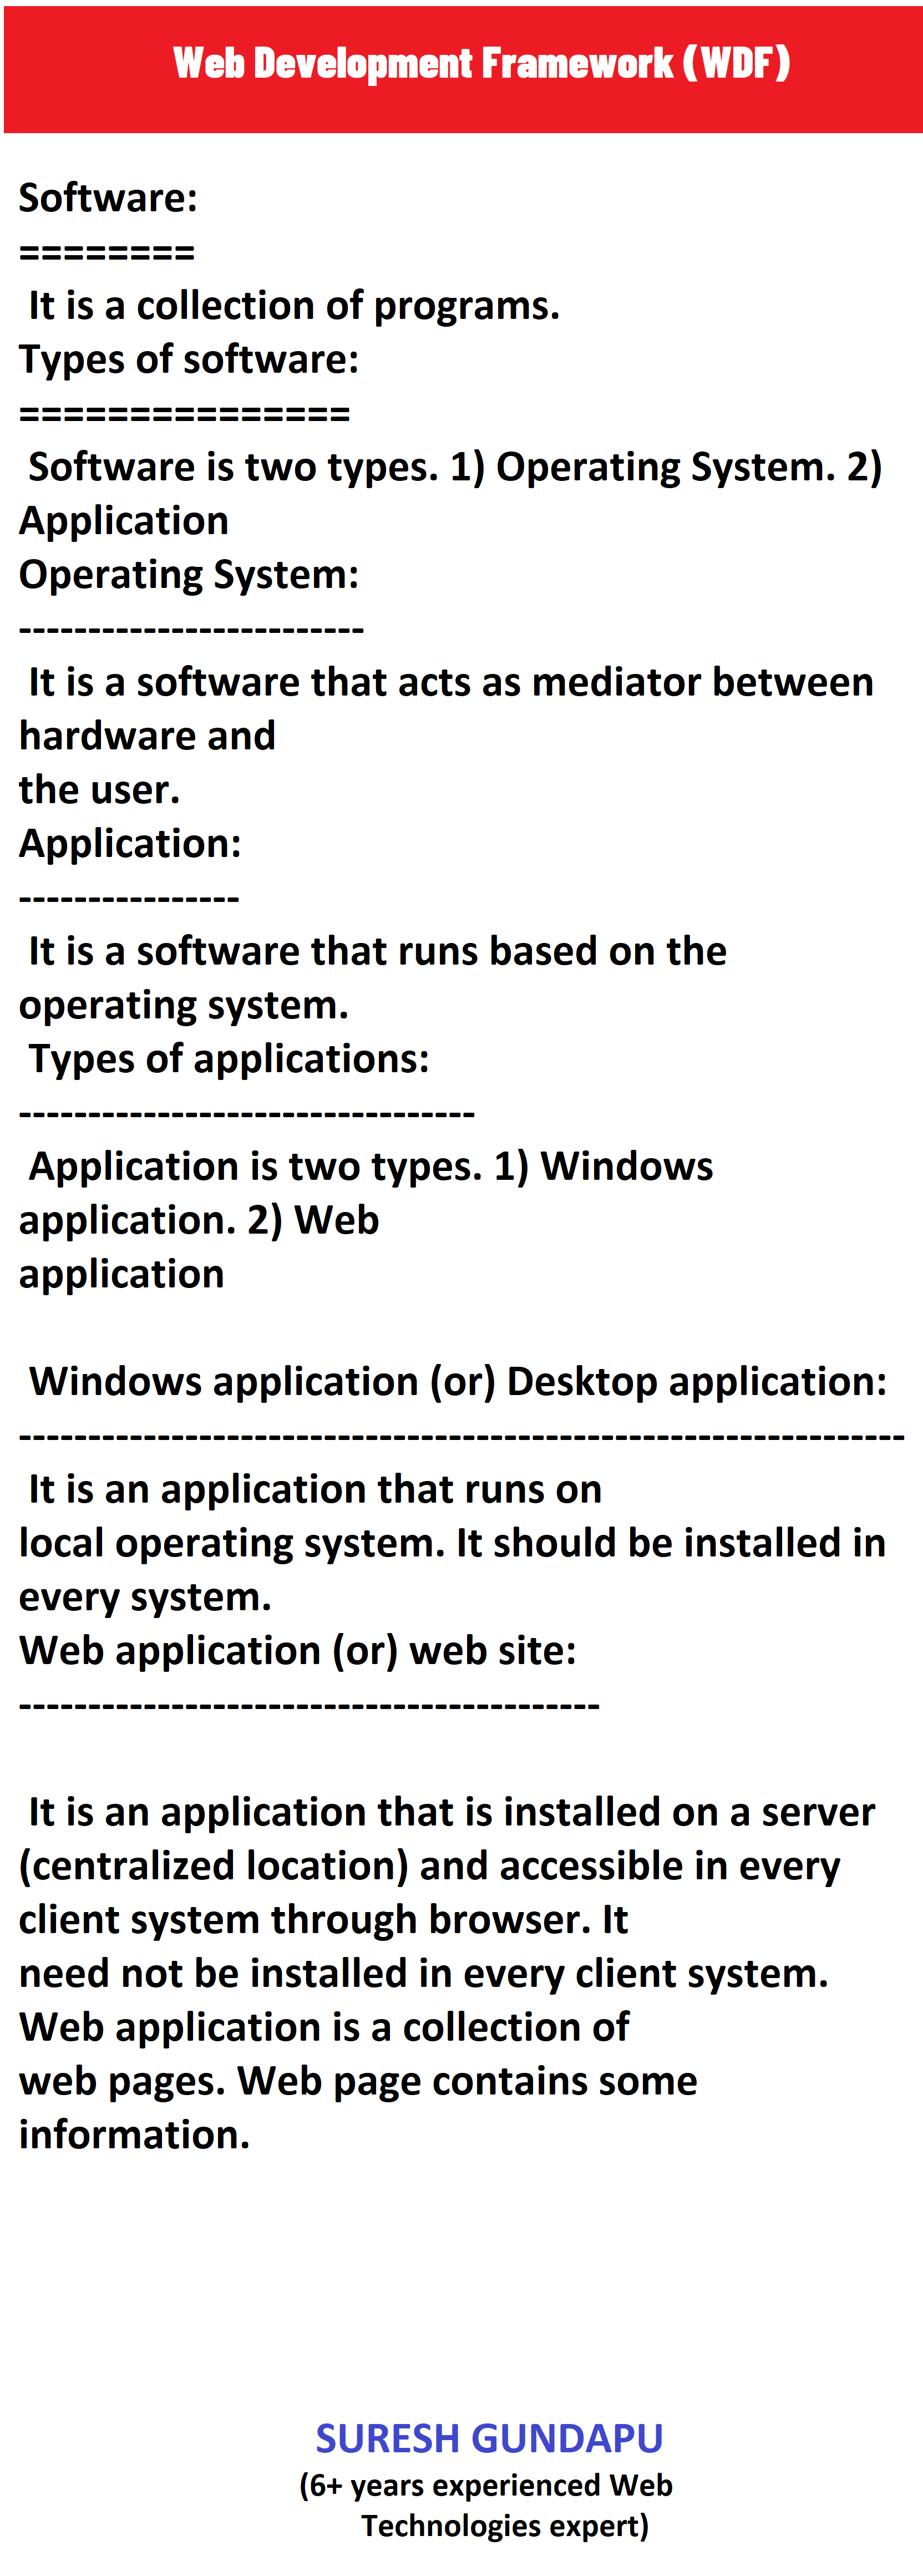 Web Development Framework (WDF)
Software:
========
It is a collection of programs.
Types of software:
===============
Software is two types. 1) Operating System. 2)
Application
Operating System:
-------------------------
It is a software that acts as mediator between
hardware and
the user.
Application:
----------------
It is a software that runs based on the
operating system.
Types of applications:
---------------------------------
Application is two types. 1) Windows
application. 2) Web
application
Windows application (or) Desktop application:
----------------------------------------------------------------
It is an application that runs on
local operating system. It should be installed in
every system.
Web application (or) web site:
------------------------------------------
It is an application that is installed on a server
(centralized location) and accessible in every
client system through browser. It
need not be installed in every client system.
Web application is a collection of
web pages. Web page contains some
information.
SURESH GUNDAPU
(6+ years experienced Web
Technologies expert)